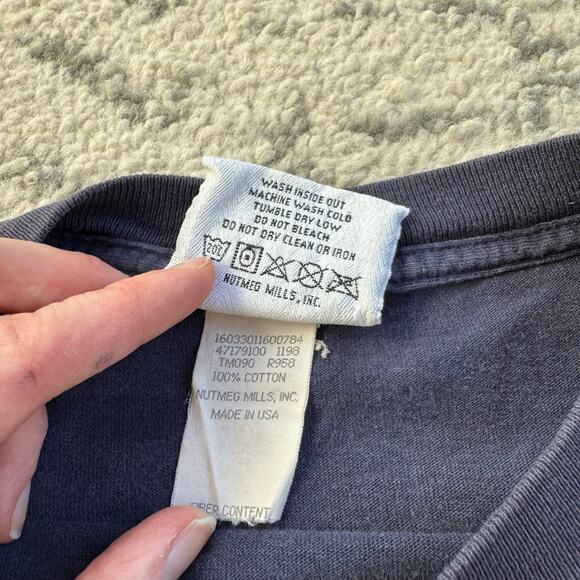 WASH INSIDE OUT
MACHINE WASH COLD
TUMBLE DRY LOW
DO NOT BLEACH
DO NOT DRY CLEAN OR IRON
NUTMEG MILLS, INC.
16033011600784
47179100 1198
TM090 R958
100% COTTON
NUTMEG MILLS, INC.
MADE IN USA
FIBER CONTENT